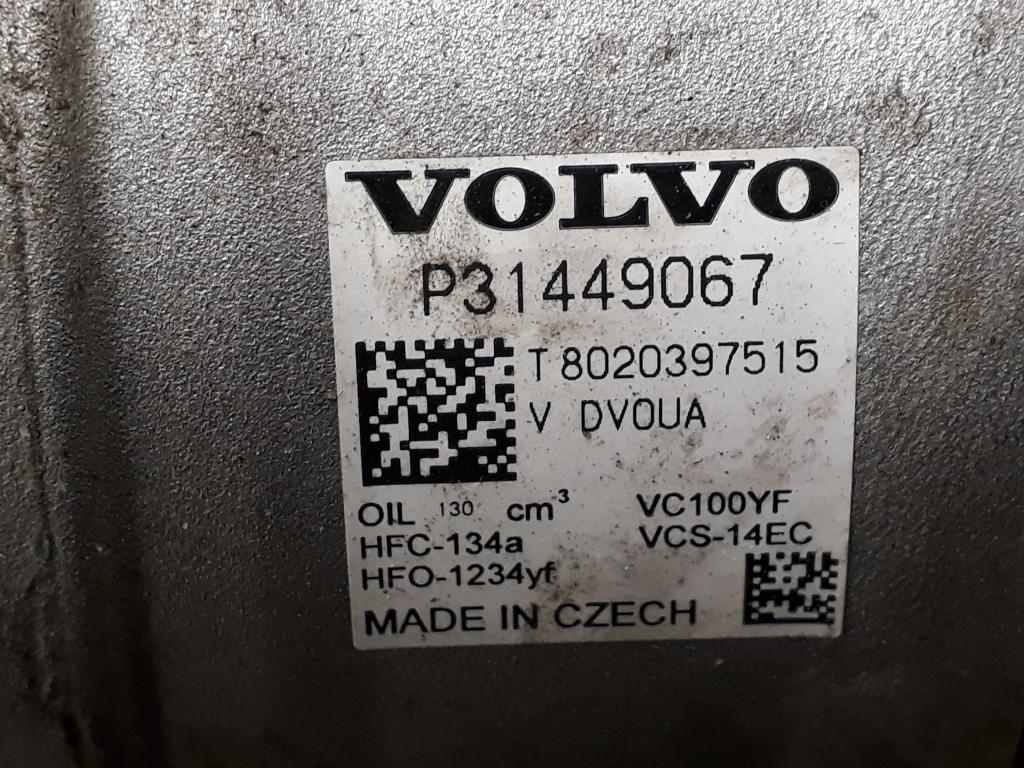 VOLVO
P31449067
T 8020397515
V DV0UA
OIL 130 cm³ VC100YF
HFC-134a VCS-14EC
HFO-1234yf
MADE IN CZECH